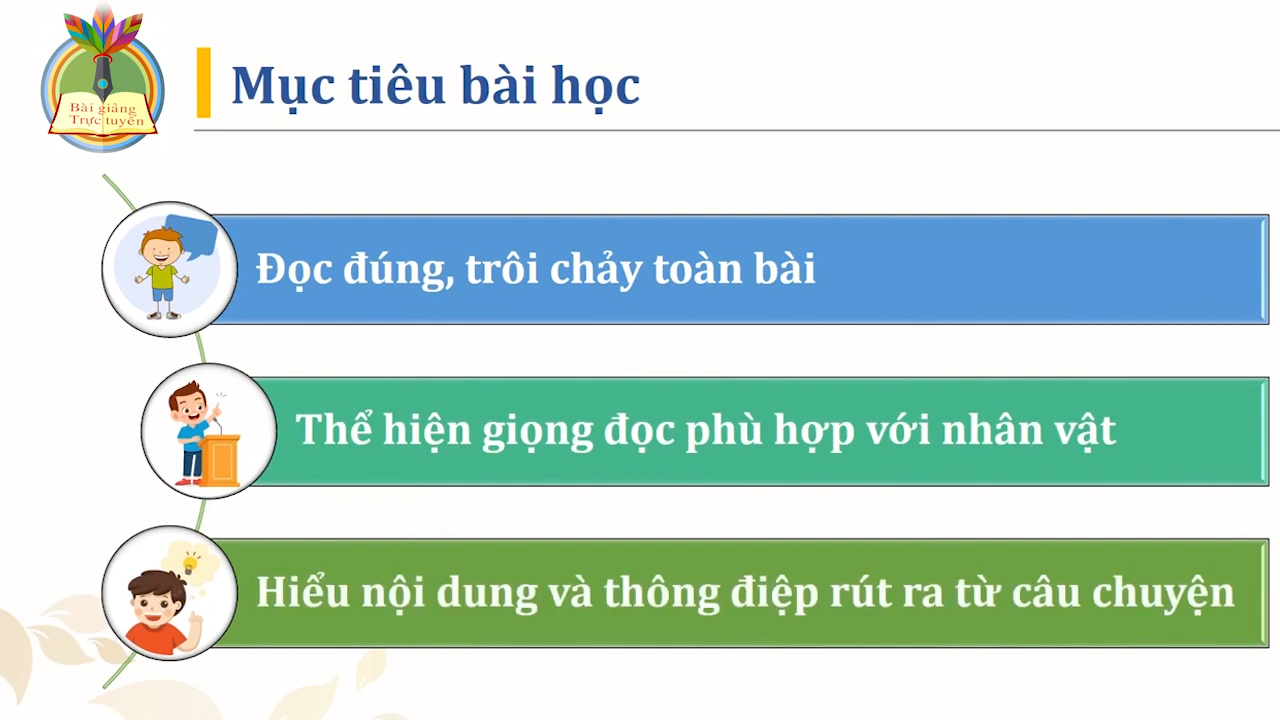 Bài giảng
Trực tuyến
Mục tiêu bài học
Đọc đúng, trôi chảy toàn bài
Thể hiện giọng đọc phù hợp với nhân vật
Hiểu nội dung và thông điệp rút ra từ câu chuyện